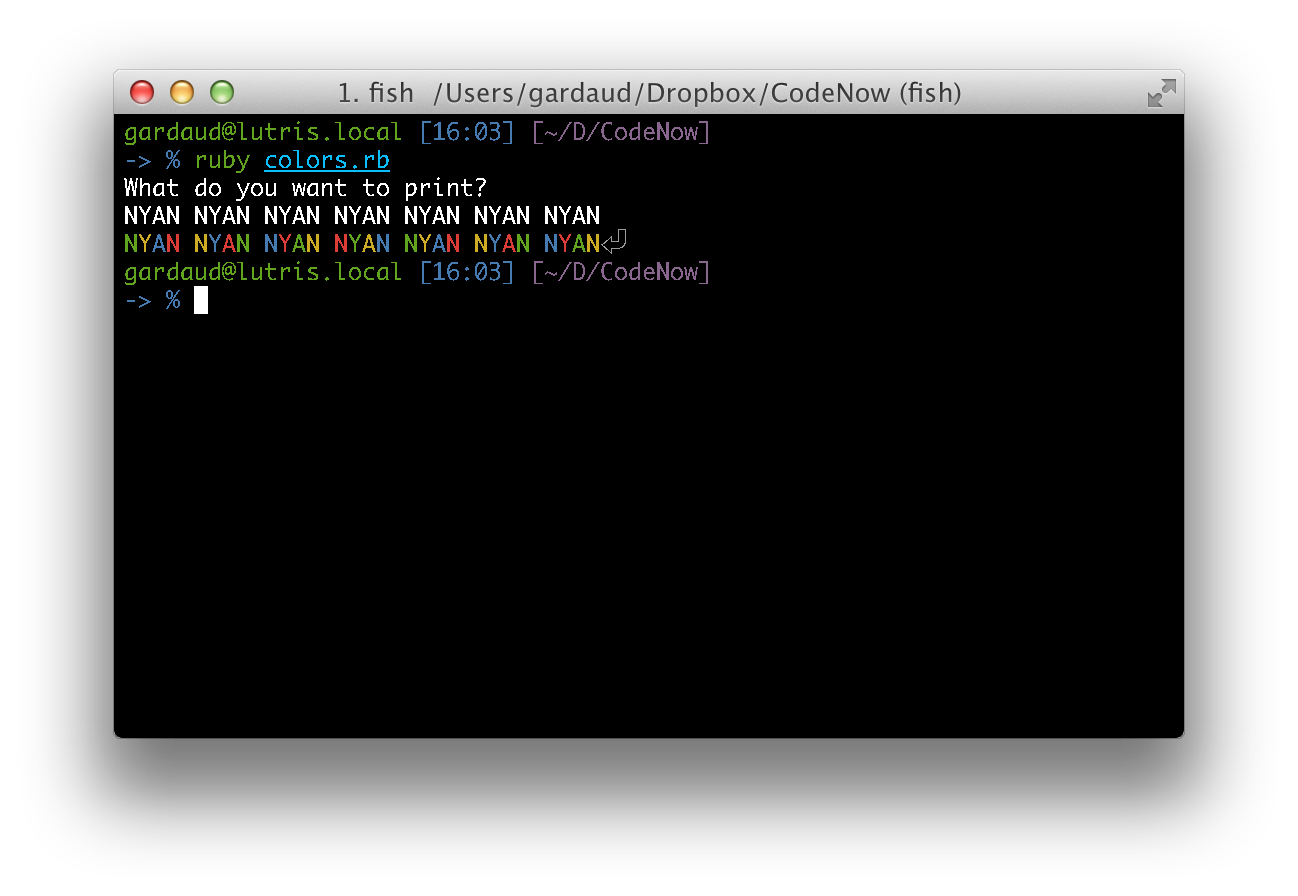 1. fish /Users/gardaud/Dropbox/CodeNow (fish)
gardaud@lutris.local [16:03] [~/D/CodeNow]
-> % ruby colors.rb
What do you want to print?
NYAN NYAN NYAN NYAN NYAN NYAN NYAN
NYAN NYAN NYAN NYAN NYAN NYAN NYAN⏎
gardaud@lutris.local [16:03] [~/D/CodeNow]
-> %